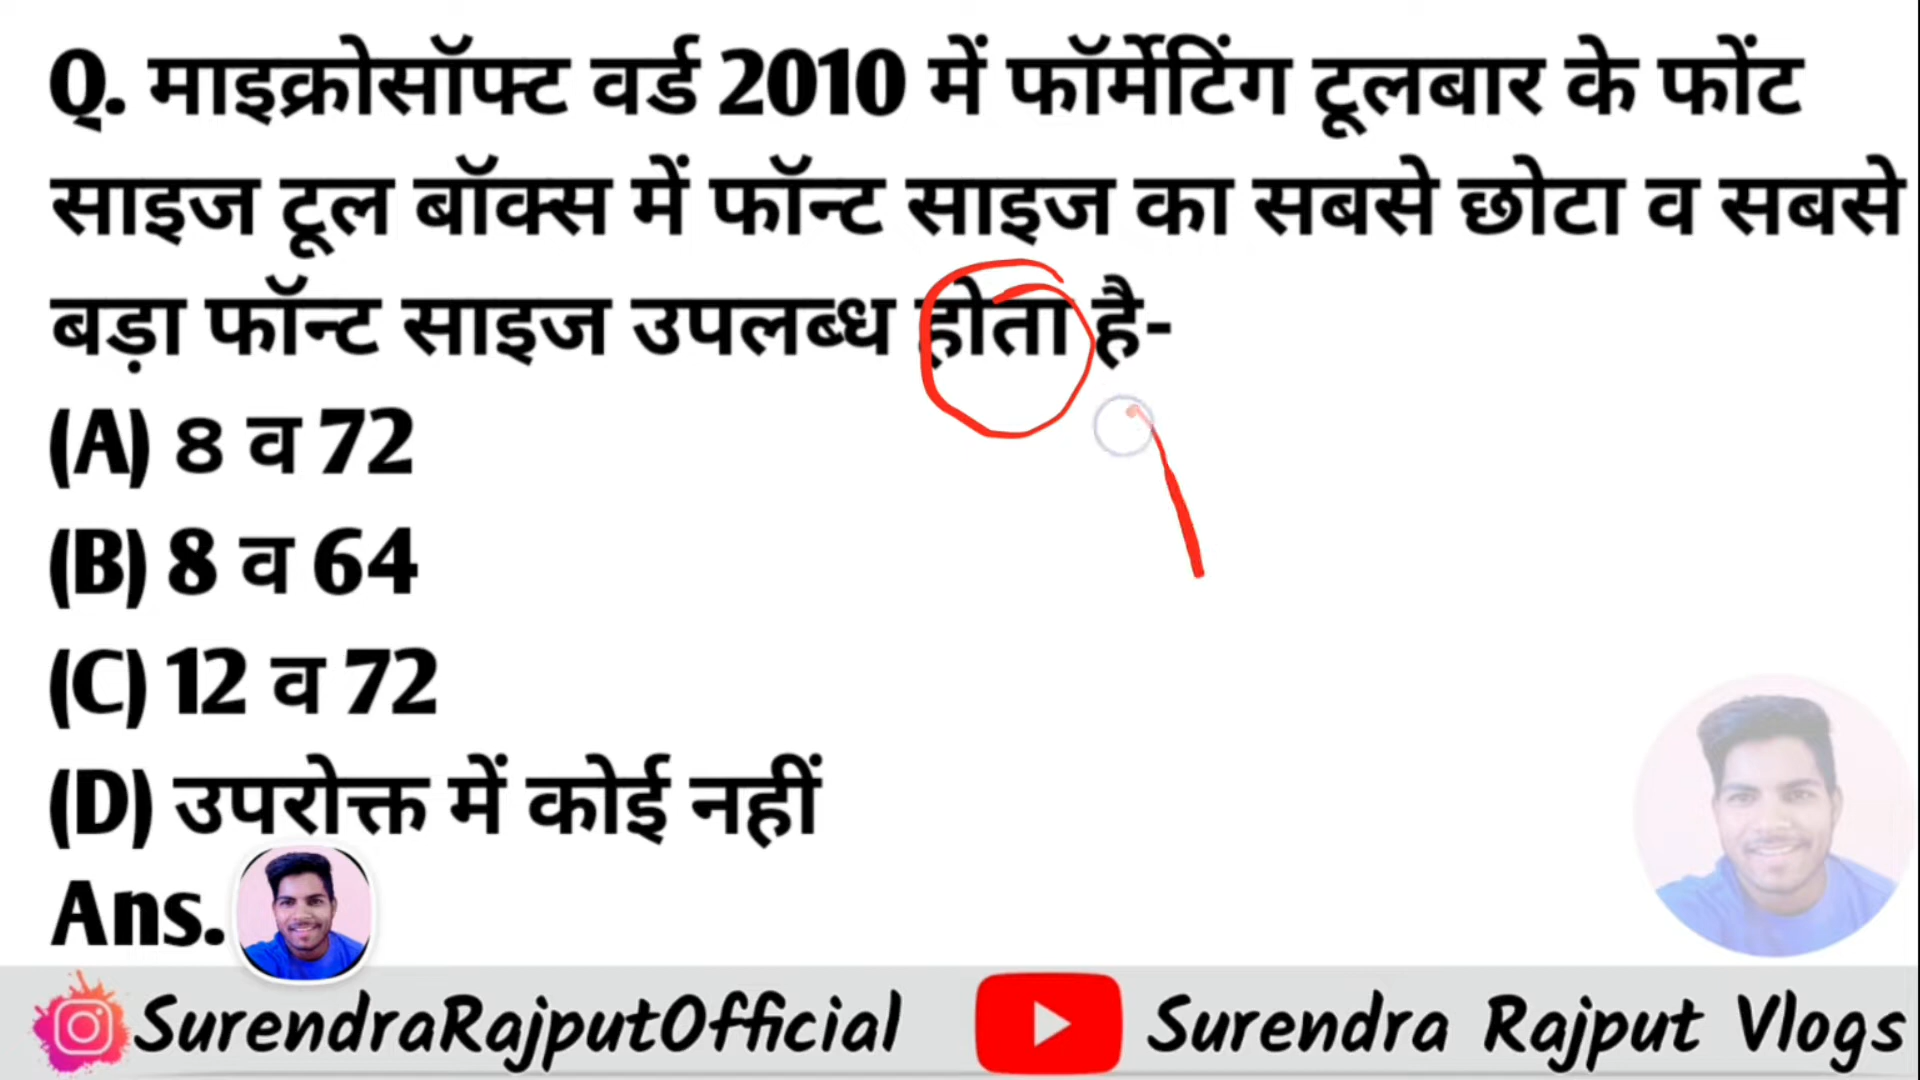 Q. माइक्रोसॉफ्ट वर्ड 2010 में फॉर्मेटिंग टूलबार के फोंट
साइज टूल बॉक्स में फॉन्ट साइज का सबसे छोटा व सबसे
बड़ा फॉन्ट साइज उपलब्ध होता है-
(A) 8 व 72
(B) 8 व 64
(C) 12 व 72
(D) उपरोक्त में कोई नहीं
Ans.
SurendraRajputOfficial Surendra Rajput Vlogs